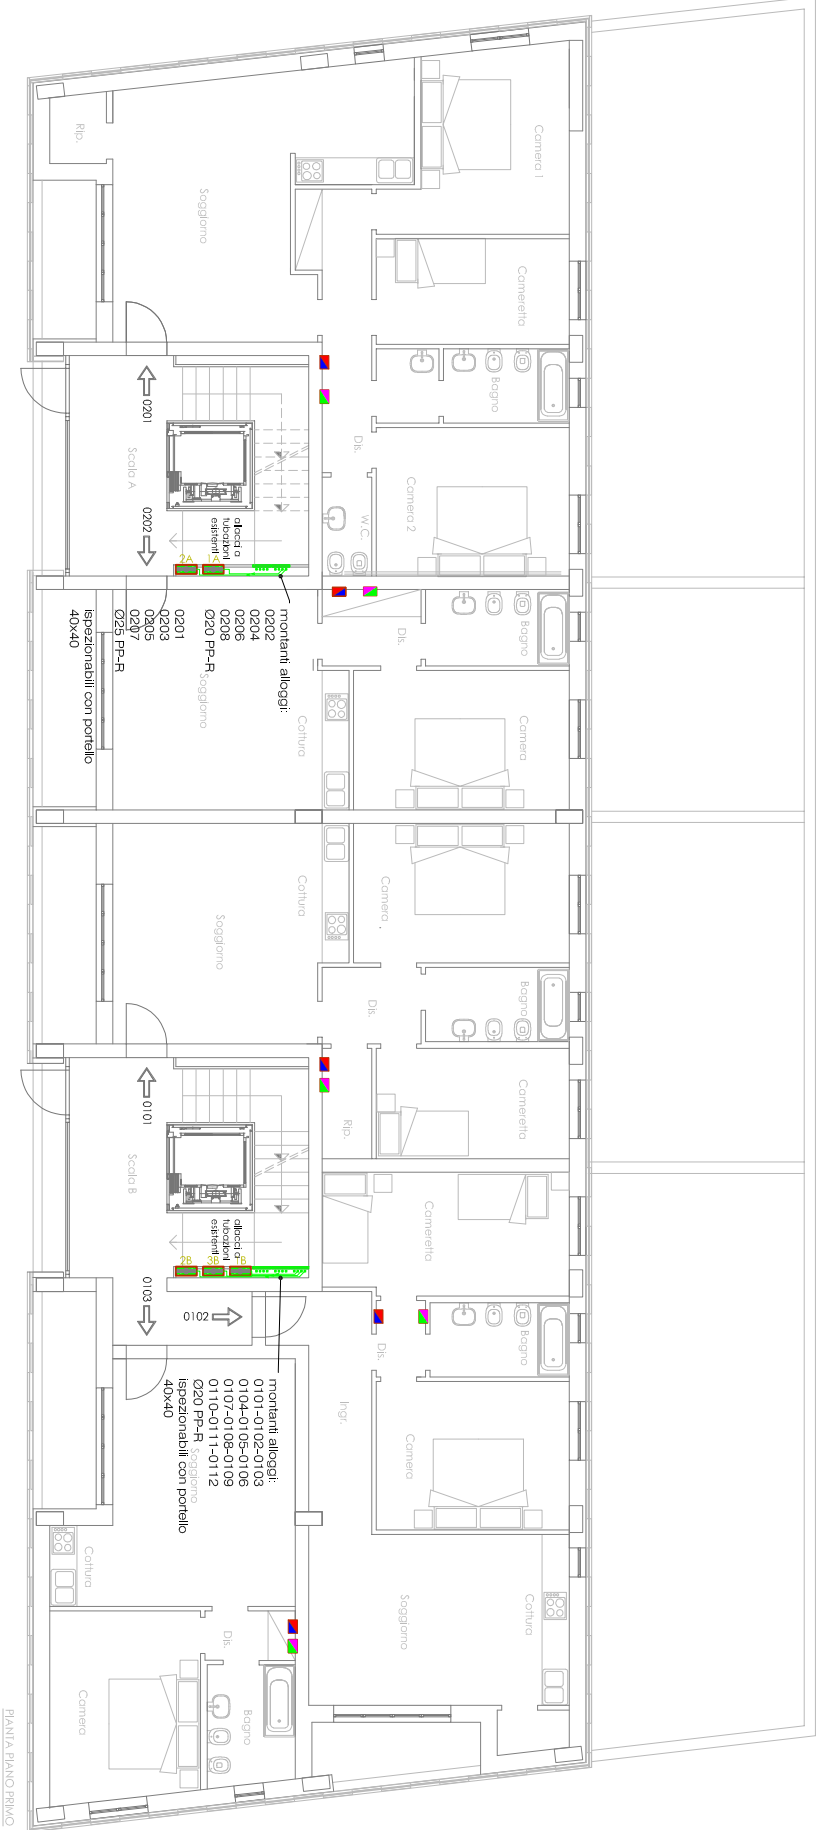 Rip.
Soggiorno
Camera 1
Cameretta
Bagno
Dis.
W.C.
Camera 2
0201
Scala A
0202
allacci a
tubazioni
esistenti
2A
1A
montanti alloggi:
0202
0204
0206
0208
Ø20 PP-R
0201
0203
0205
0207
Ø25 PP-R
ispezionabili con portello
40x40
Soggiorno
Cottura
Dis.
Bagno
Camera
Soggiorno
Cottura
Camera
Dis.
Bagno
Cameretta
Rip.
0101
Scala B
0103
0102
allacci a
tubazioni
esistenti
2B
3B
1B
montanti alloggi:
0101-0102-0103
0104-0105-0106
0107-0108-0109
0110-0111-0112
Ø20 PP-R
ispezionabili con portello
40x40
Cameretta
Bagno
Dis.
Ingr.
Camera
Soggiorno
Cottura
Soggiorno
Cottura
Dis.
Bagno
Camera
PIANTA PIANO PRIMO